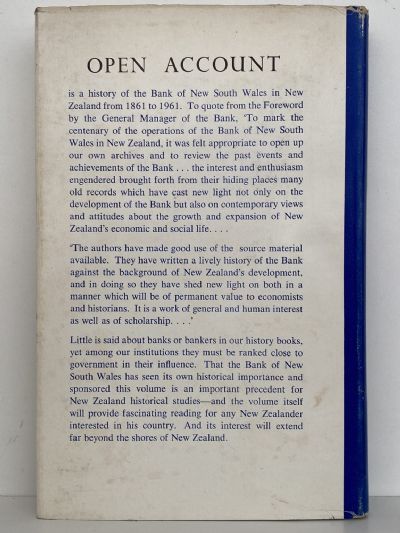 OPEN ACCOUNT
is a history of the Bank of New South Wales in New
Zealand from 1861 to 1961. To quote from the Foreword
by the General Manager of the Bank, 'To mark the
centenary of the operations of the Bank of New South
Wales in New Zealand, it was felt appropriate to open up
our own archives and to review the past events and
achievements of the Bank . . . the interest and enthusiasm
engendered brought forth from their hiding places many
old records which have cast new light not only on the
development of the Bank but also on contemporary views
and attitudes about the growth and expansion of New
Zealand's economic and social life. . . .
'The authors have made good use of the source material
available. They have written a lively history of the Bank
against the background of New Zealand's development,
and in doing so they have shed new light on both in a
manner which will be of permanent value to economists
and historians. It is a work of general and human interest
as well as of scholarship. . . .'
Little is said about banks or bankers in our history books,
yet among our institutions they must be ranked close to
government in their influence. That the Bank of New
South Wales has seen its own historical importance and
sponsored this volume is an important precedent for
New Zealand historical studies—and the volume itself
will provide fascinating reading for any New Zealander
interested in his country. And its interest will extend
far beyond the shores of New Zealand.